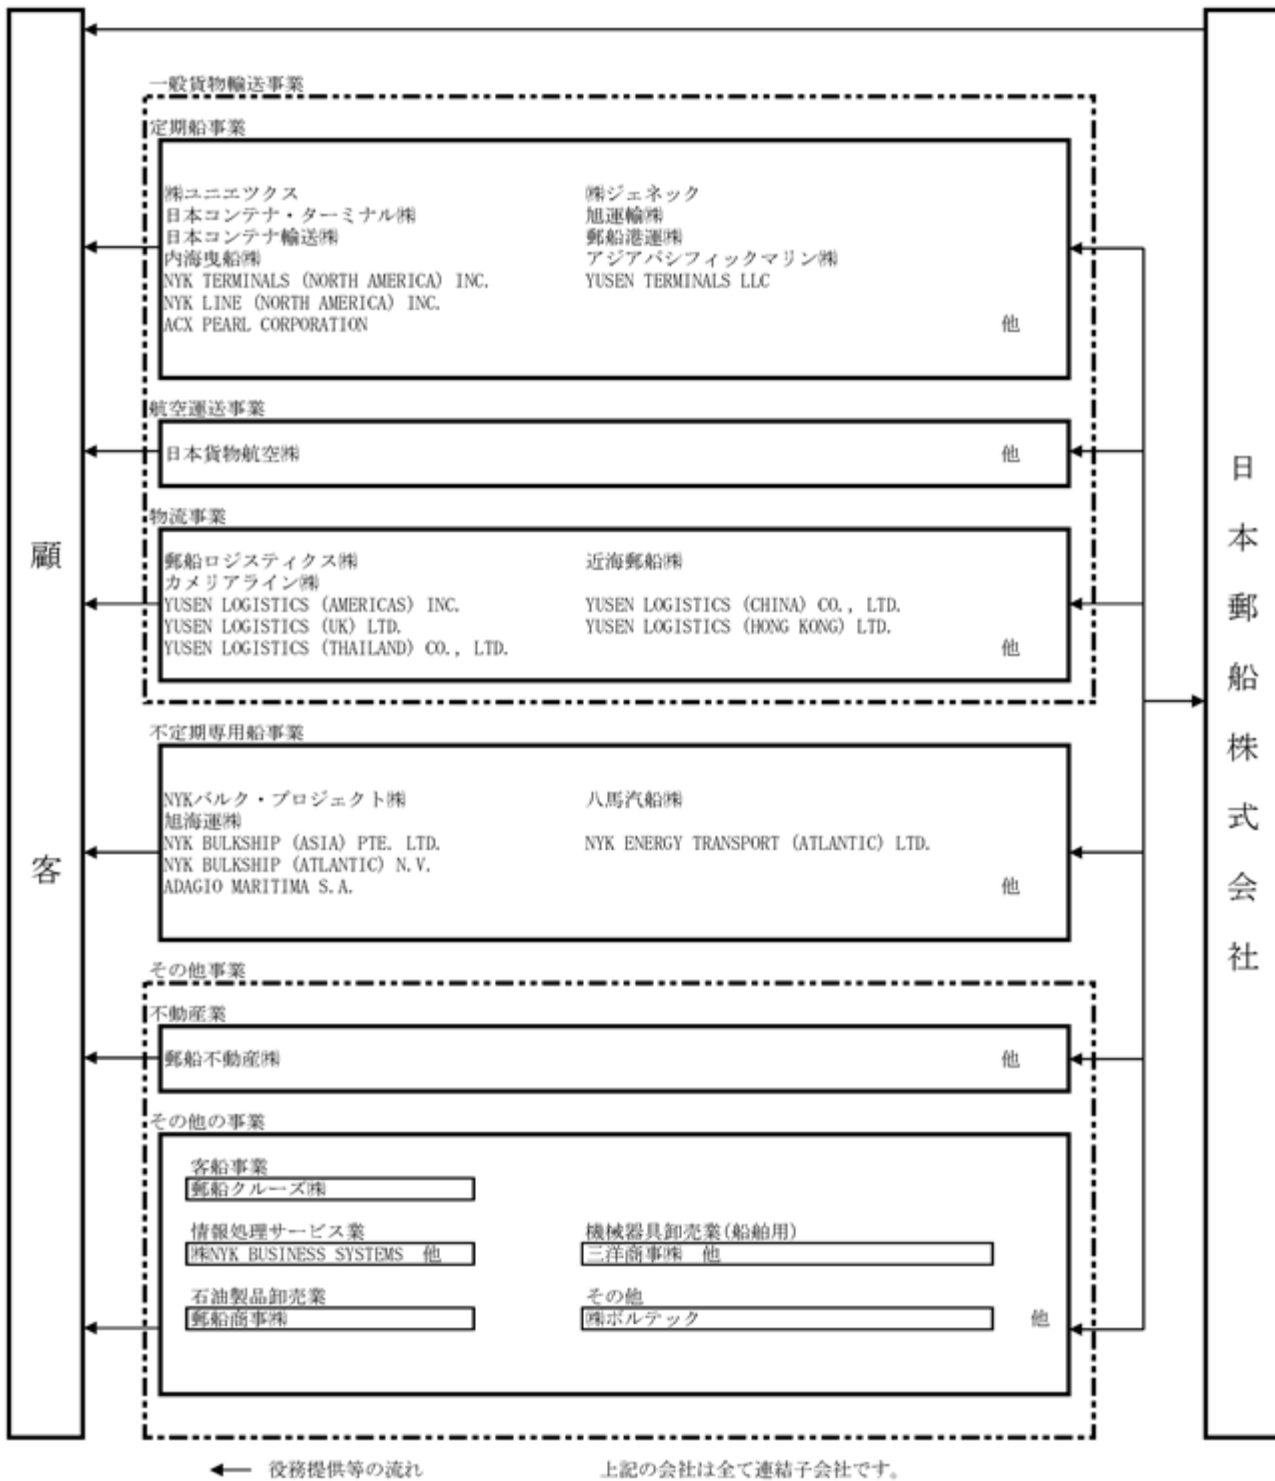 一般貨物輸送事業
定期船事業
㈱ユニエツクス ㈱ジェネック
日本コンテナ・ターミナル㈱ 旭運輸㈱
日本コンテナ輸送㈱ 郵船港運㈱
内海曳船㈱ アジアパシフィックマリン㈱
NYK TERMINALS (NORTH AMERICA) INC. YUSEN TERMINALS LLC
NYK LINE (NORTH AMERICA) INC.
ACX PEARL CORPORATION 他
航空運送事業
日本貨物航空㈱ 他
物流事業
郵船ロジスティクス㈱ 近海郵船㈱
カメリアライン㈱
YUSEN LOGISTICS (AMERICAS) INC. YUSEN LOGISTICS (CHINA) CO., LTD.
YUSEN LOGISTICS (UK) LTD. YUSEN LOGISTICS (HONG KONG) LTD.
YUSEN LOGISTICS (THAILAND) CO., LTD. 他
不定期専用船事業
NYKバルク・プロジェクト㈱ 八馬汽船㈱
旭海運㈱
NYK BULKSHIP (ASIA) PTE. LTD. NYK ENERGY TRANSPORT (ATLANTIC) LTD.
NYK BULKSHIP (ATLANTIC) N.V.
ADAGIO MARITIMA S.A. 他
その他事業
不動産業
郵船不動産㈱ 他
その他の事業
客船事業
郵船クルーズ㈱
情報処理サービス業 機械器具卸売業(船舶用)
㈱NYK BUSINESS SYSTEMS 他 三洋商事㈱ 他
石油製品卸売業 その他
郵船商事㈱ ㈱ボルテック 他
顧客
日本郵船株式会社
役務提供等の流れ 上記の会社は全て連結子会社です。